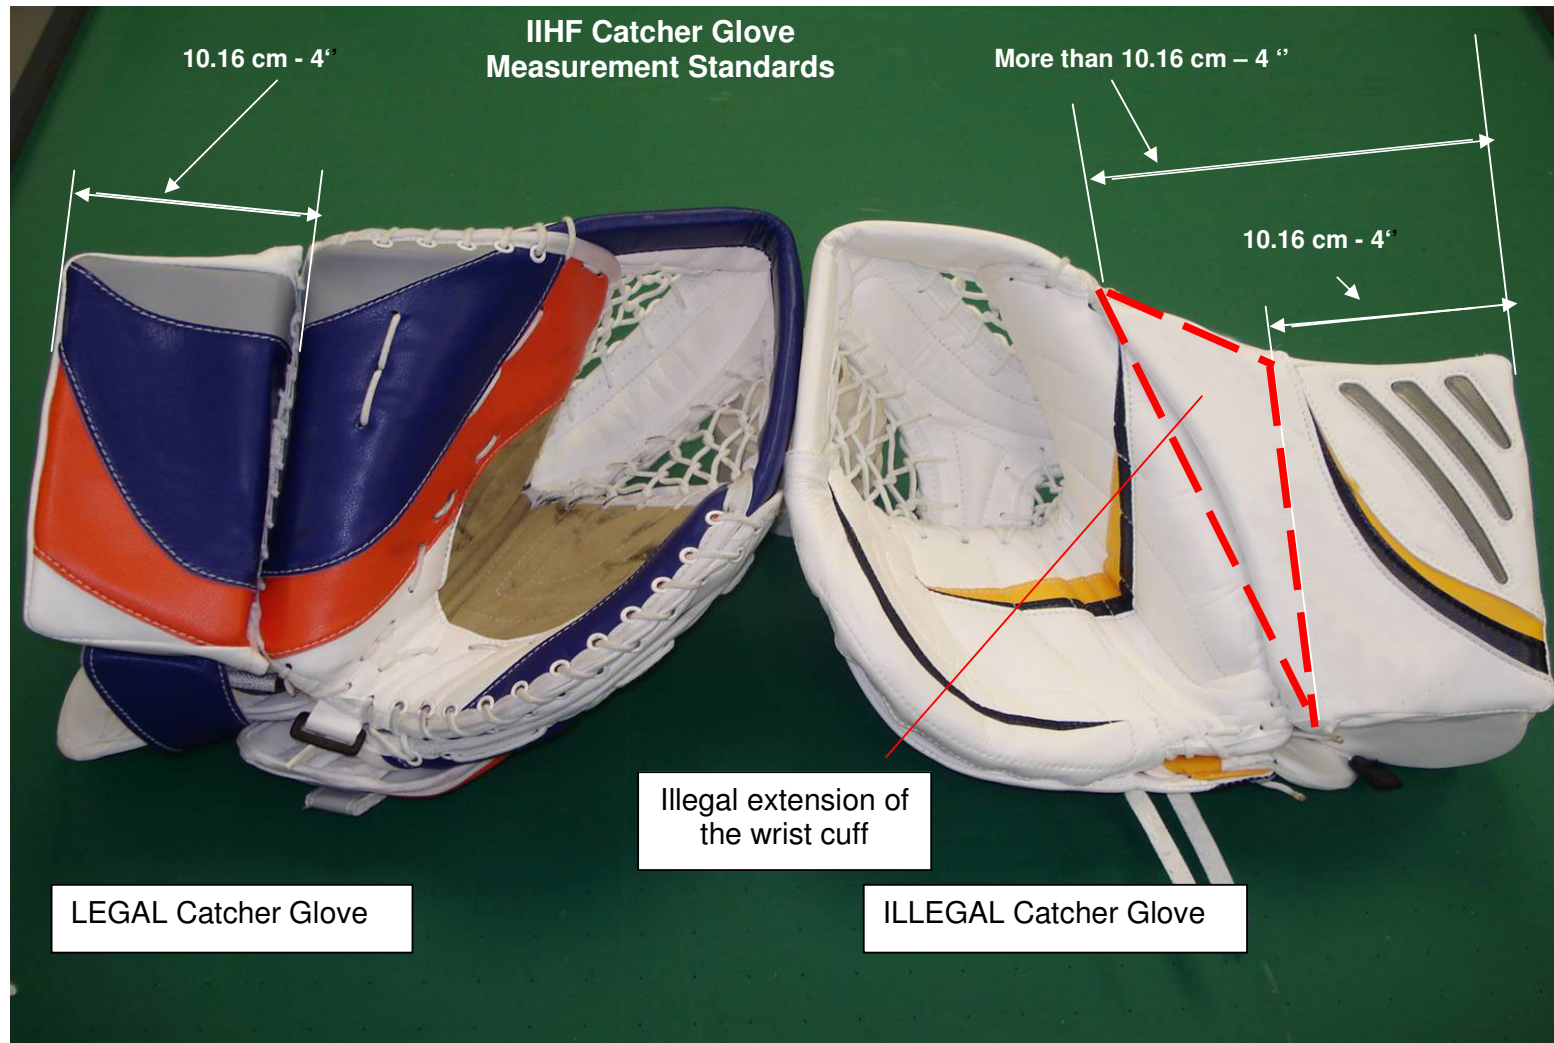 IIHF Catcher Glove
Measurement Standards
10.16 cm - 4‘’
More than 10.16 cm – 4 ‘’
10.16 cm - 4‘’
Illegal extension of
the wrist cuff
LEGAL Catcher Glove
ILLEGAL Catcher Glove